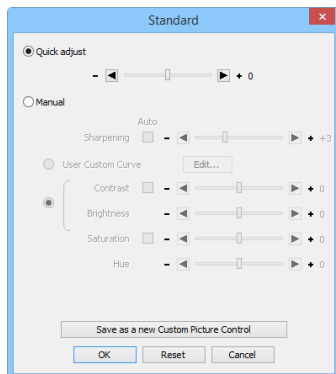 Standard
Quick adjust
- + 0
Manual
Auto
Sharpening - + +3
User Custom Curve Edit...
Contrast - + 0
Brightness - + 0
Saturation - + 0
Hue - + 0
Save as a new Custom Picture Control
OK Reset Cancel